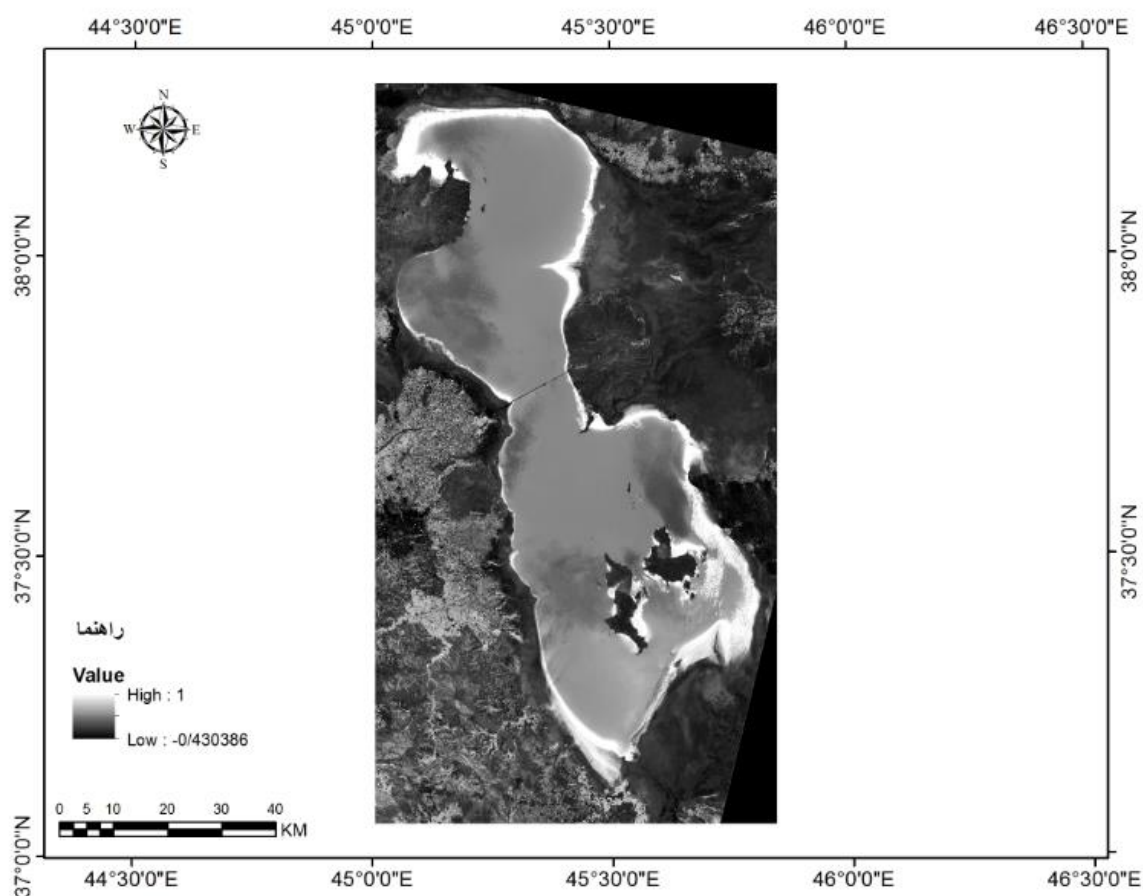 44°30'0"E 45°0'0"E 45°30'0"E 46°0'0"E 46°30'0"E
N
W E
S
38°0'0"N 38°0'0"N
37°30'0"N 37°30'0"N
راهنما
Value
High : 1
Low : -0/430386
0 5 10 20 30 40
KM
37°0'0"N
44°30'0"E 45°0'0"E 45°30'0"E 46°0'0"E 46°30'0"E